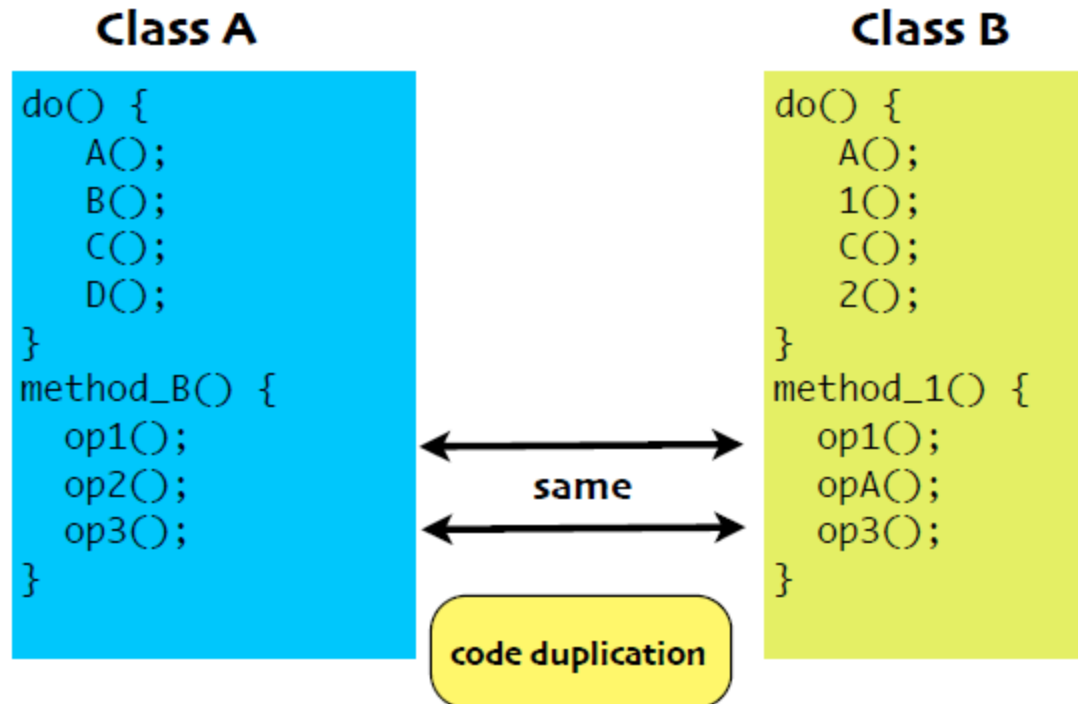 Class A
do() {
A();
B();
C();
D();
}
method_B() {
op1();
op2();
op3();
}
same
code duplication
Class B
do() {
A();
1();
C();
2();
}
method_1() {
op1();
opA();
op3();
}